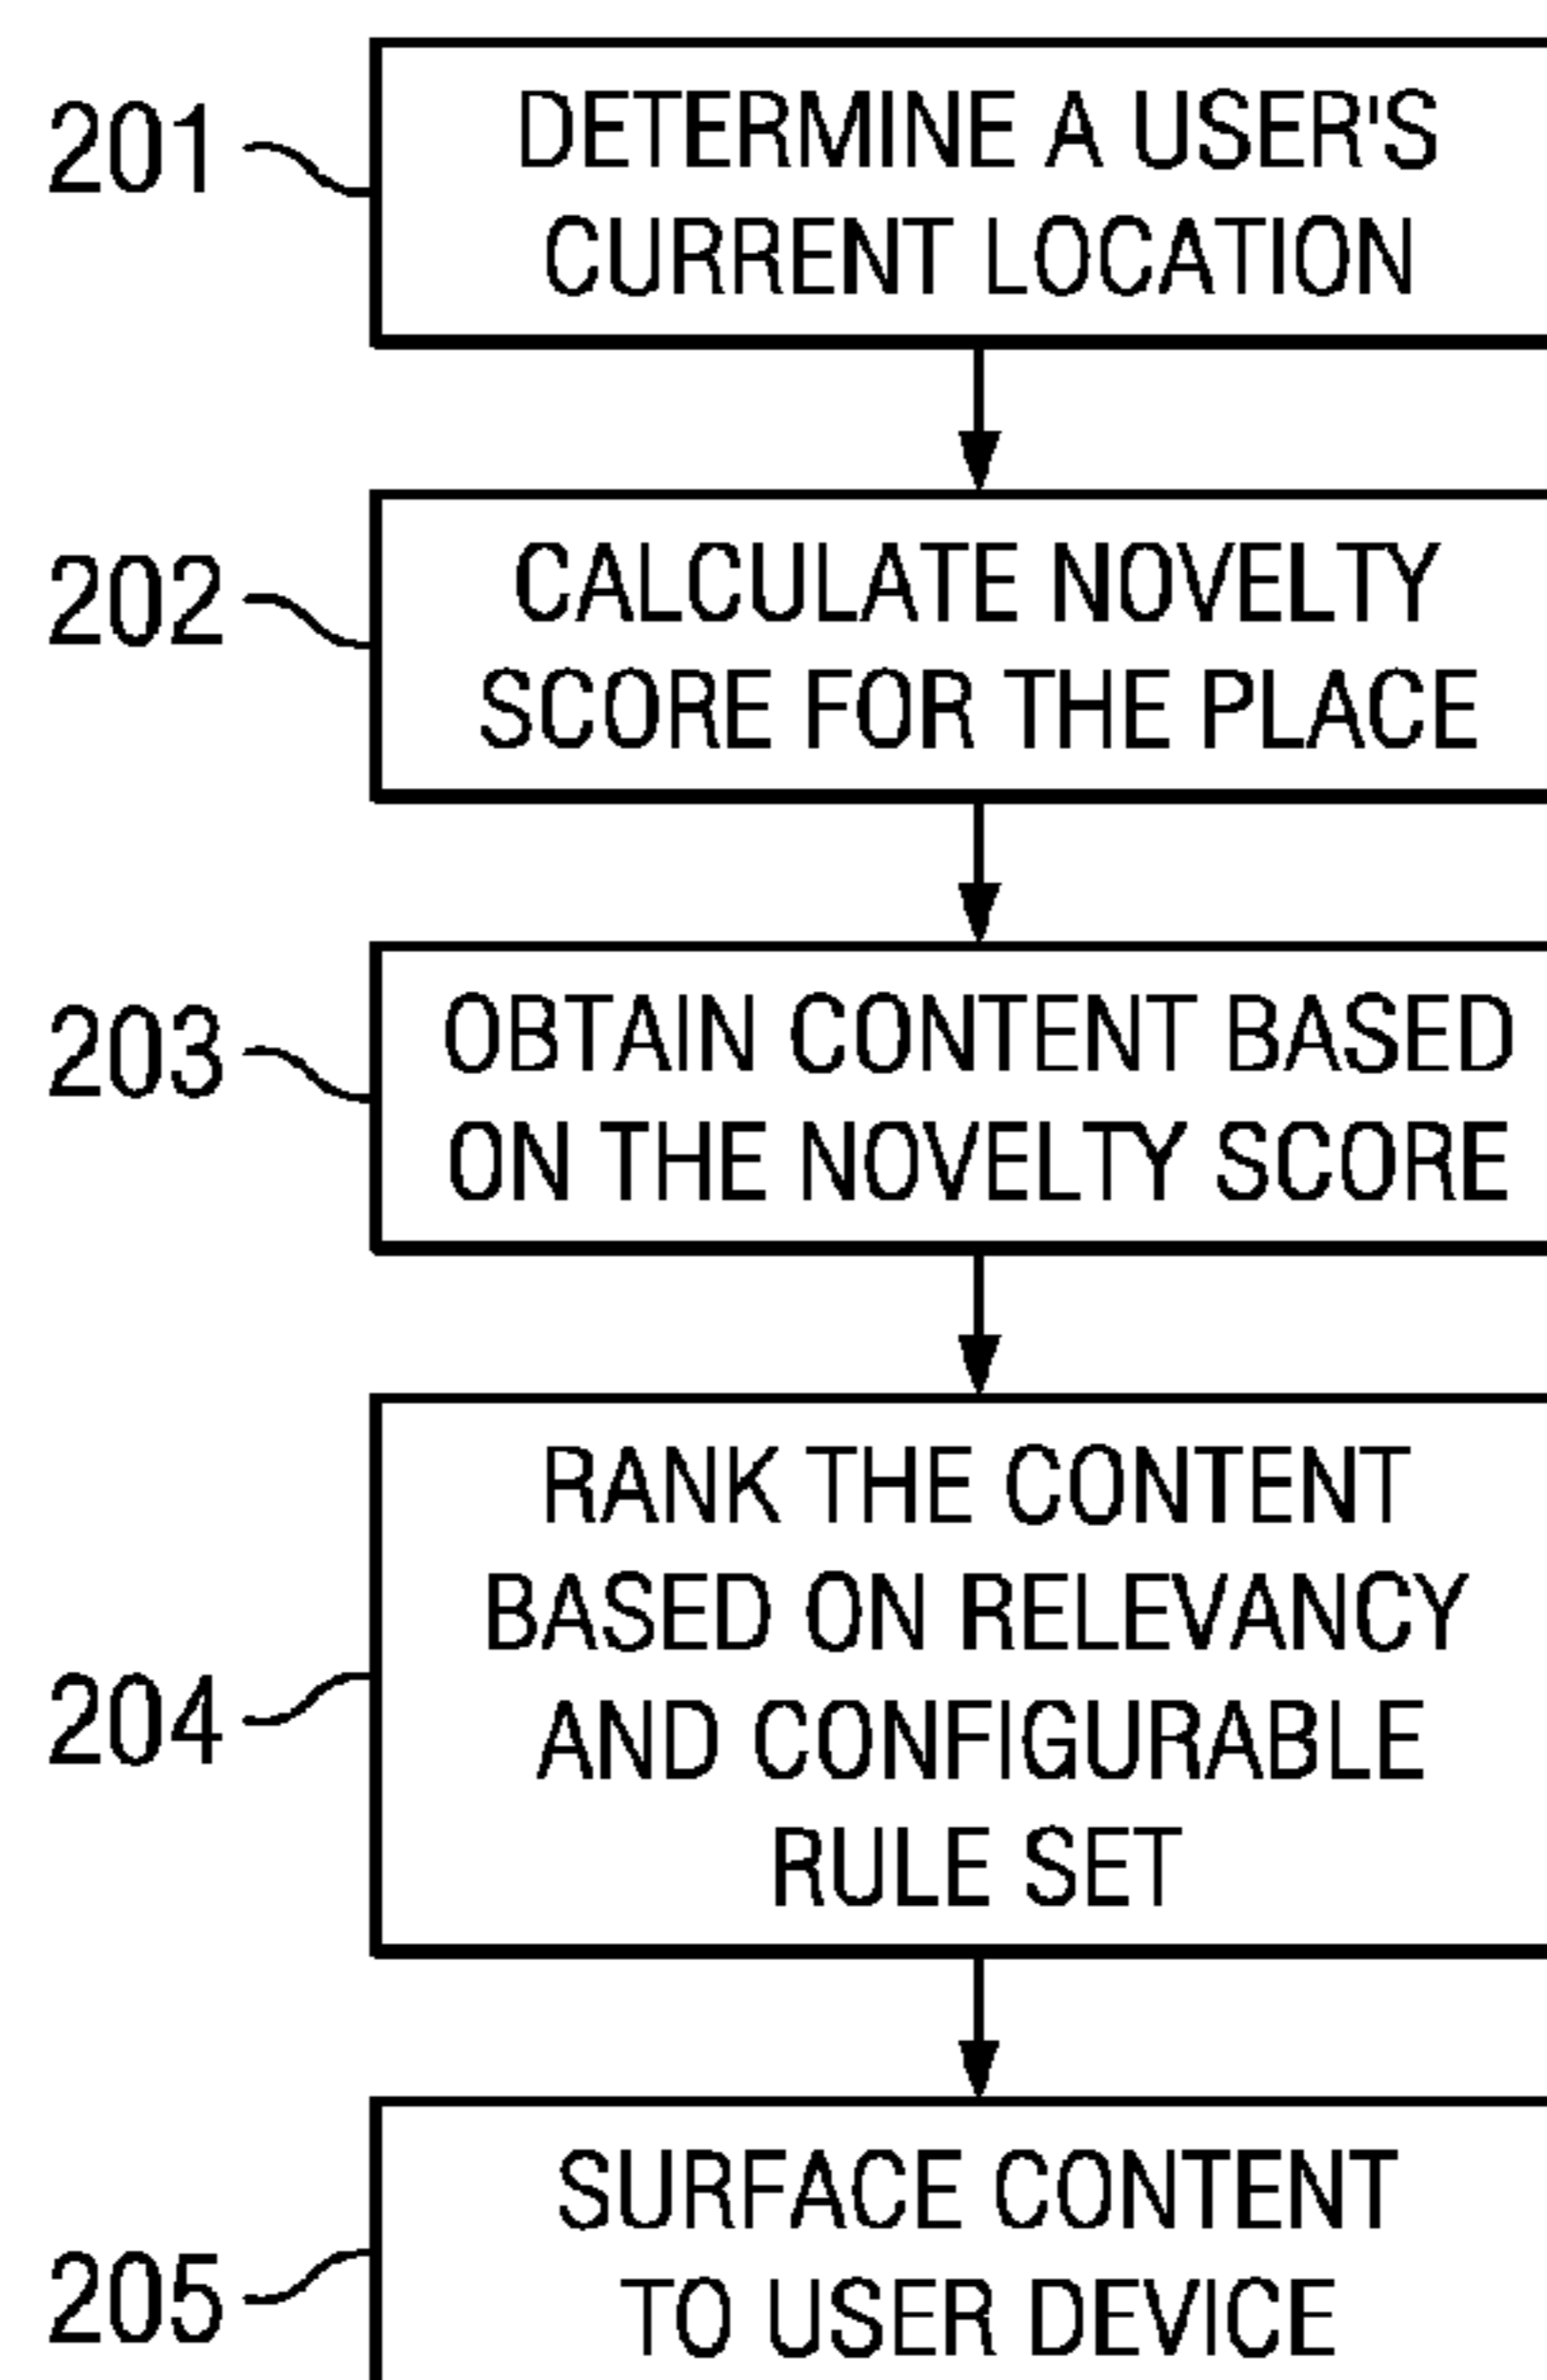 201
DETERMINE A USER'S
CURRENT LOCATION
202
CALCULATE NOVELTY
SCORE FOR THE PLACE
203
OBTAIN CONTENT BASED
ON THE NOVELTY SCORE
204
RANK THE CONTENT
BASED ON RELEVANCY
AND CONFIGURABLE
RULE SET
205
SURFACE CONTENT
TO USER DEVICE